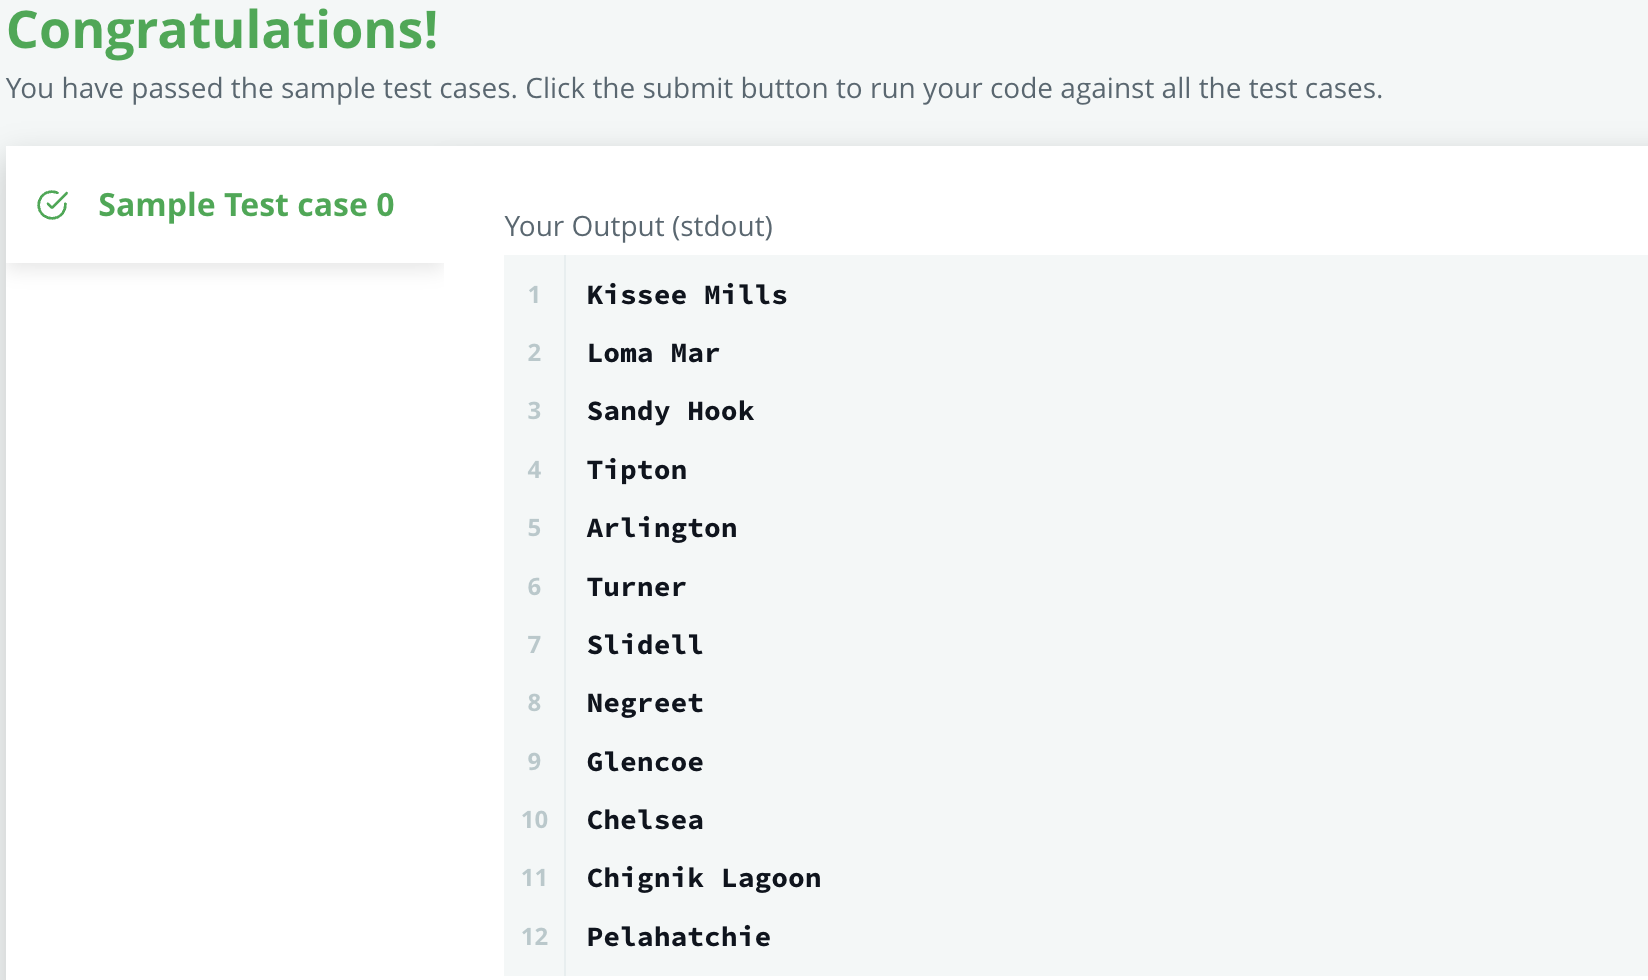 Congratulations!
You have passed the sample test cases. Click the submit button to run your code against all the test cases.
Sample Test case 0
Your Output (stdout)
1 Kissee Mills
2 Loma Mar
3 Sandy Hook
4 Tipton
5 Arlington
6 Turner
7 Slidell
8 Negreet
9 Glencoe
10 Chelsea
11 Chignik Lagoon
12 Pelahatchie